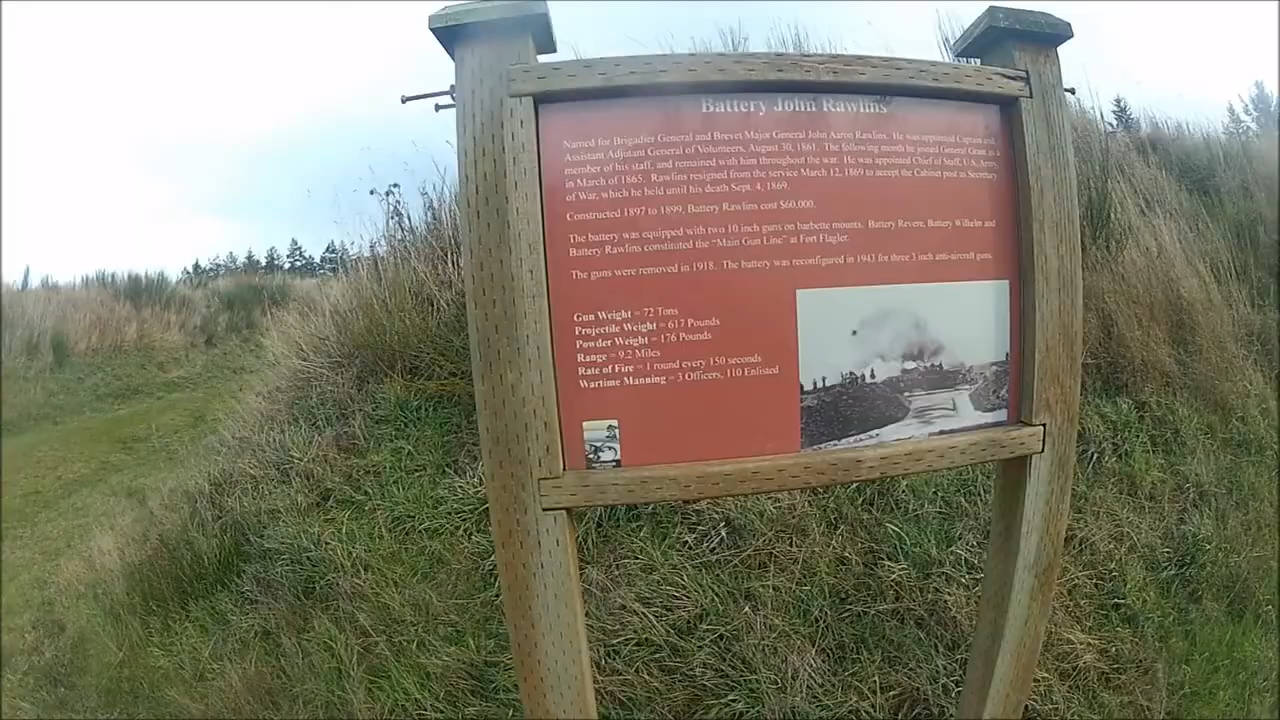 Battery John Rawlins
Named for Brigadier General and Brevet Major General John Aaron Rawlins. He was appointed Captain and
Assistant Adjutant General of Volunteers, August 30, 1861. The following month he joined General Grant as a
member of his staff, and remained with him throughout the war. He was appointed Chief of Staff, U.S. Army,
in March of 1865. Rawlins resigned from the service March 12, 1869 to accept the Cabinet post as Secretary
of War, which he held until his death Sept. 4, 1869.
Constructed 1897 to 1899, Battery Rawlins cost $60,000.
The battery was equipped with two 10 inch guns on barbette mounts. Battery Revere, Battery Wilhelm and
Battery Rawlins constituted the "Main Gun Line" at Fort Flagler.
The guns were removed in 1918. The battery was reconfigured in 1943 for three 3 inch anti-aircraft guns.
Gun Weight = 72 Tons
Projectile Weight = 617 Pounds
Powder Weight = 176 Pounds
Range = 9.2 Miles
Rate of Fire = 1 round every 150 seconds
Wartime Manning = 3 Officers, 110 Enlisted